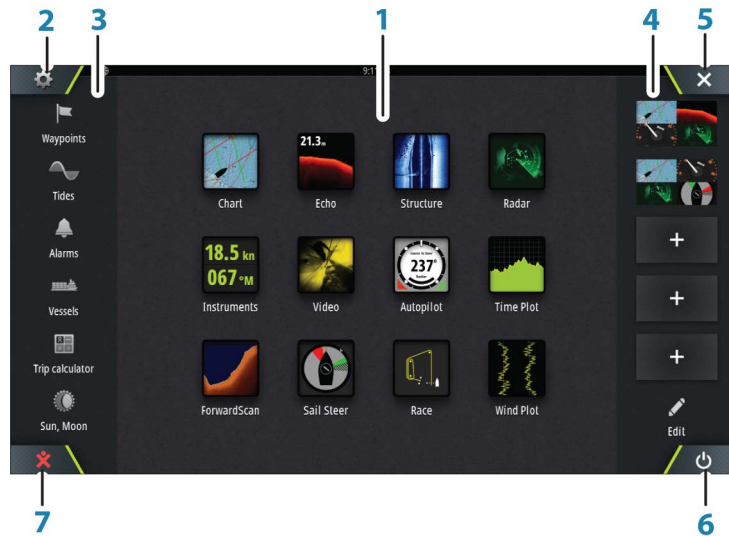 1
2
3
4
5
9:11
Waypoints
Tides
Alarms
Vessels
Trip calculator
Sun, Moon
Chart
21.3m
Echo
Structure
Radar
18.5 kn
067 °M
Instruments
Video
237°
Autopilot
Time Plot
ForwardScan
Sail Steer
Race
Wind Plot
Edit
7
6